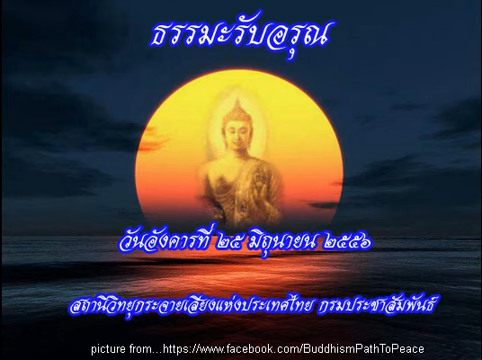 ธรรมะรับอรุณ
วันอังคารที่ ๒๕ มิถุนายน ๒๕๕๖
สถานีวิทยุกระจายเสียงแห่งประเทศไทย กรมประชาสัมพันธ์
picture from...https://www.facebook.com/BuddhismPathToPeace